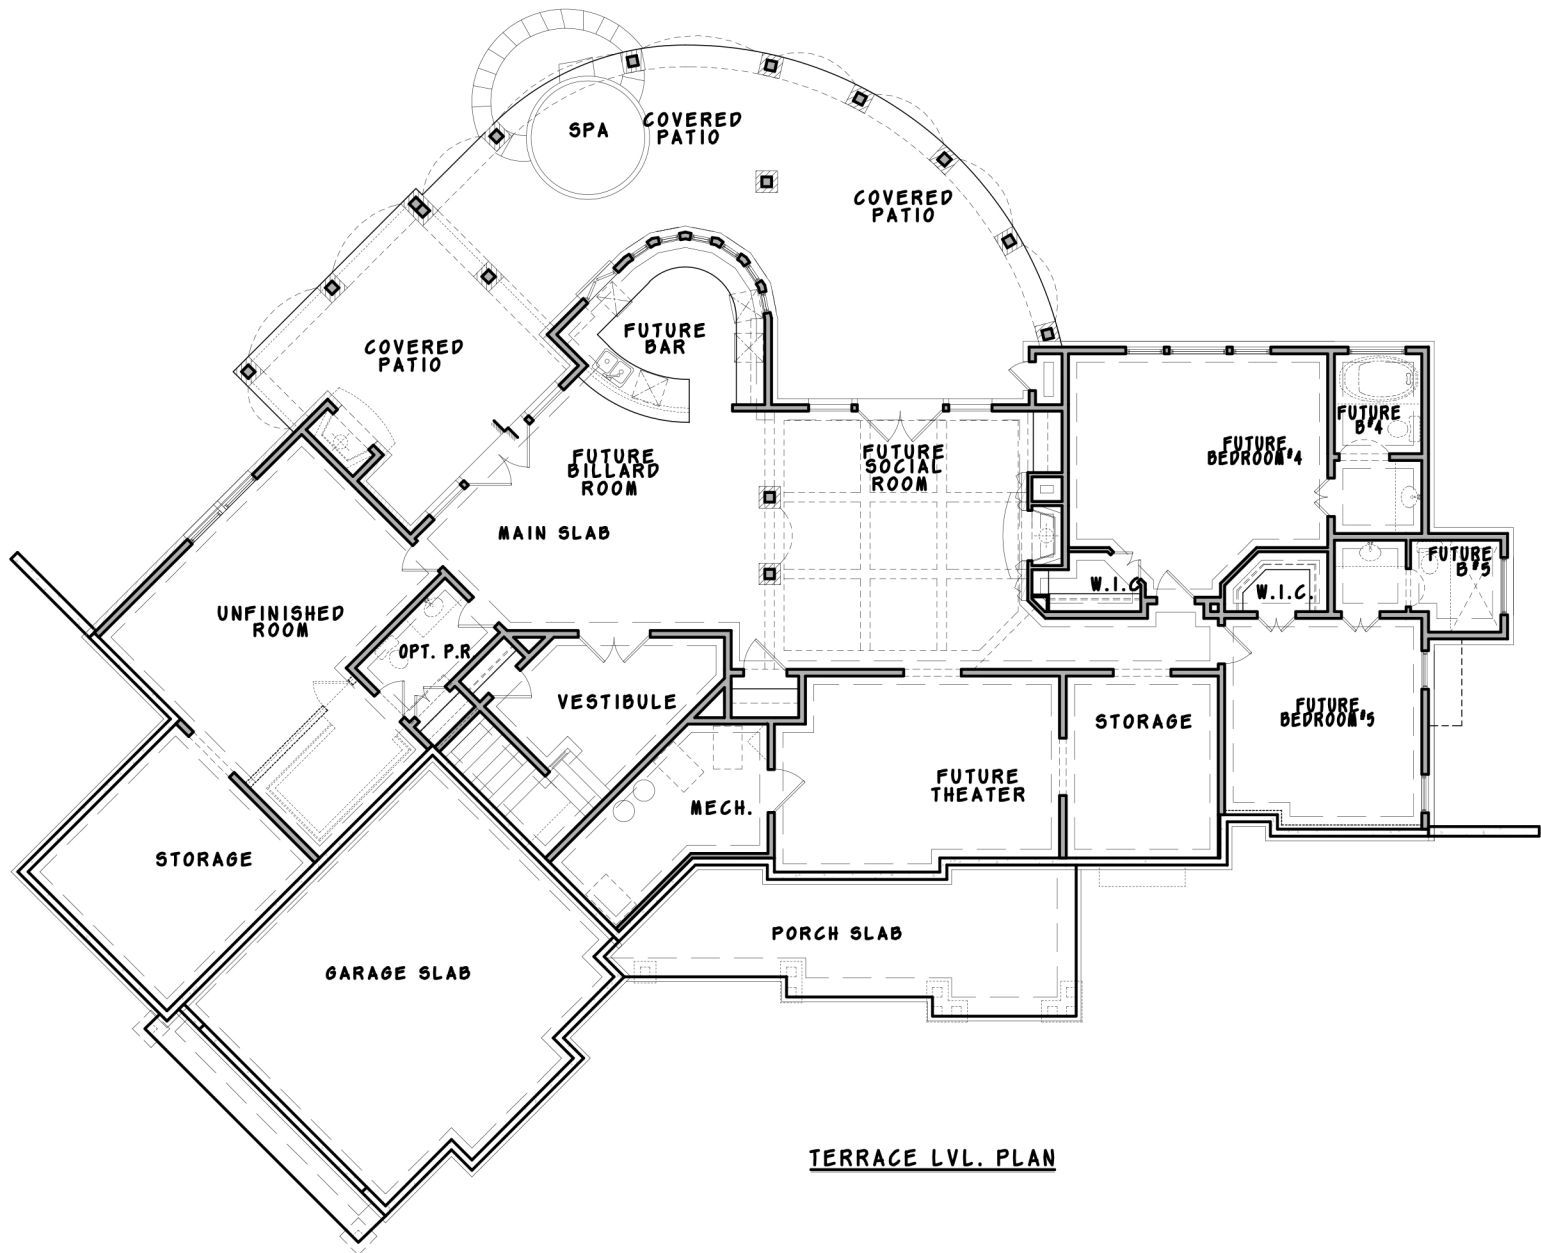 SPA
COVERED
PATIO
COVERED
PATIO
COVERED
PATIO
FUTURE
BAR
FUTURE
BILLARD
ROOM
MAIN SLAB
FUTURE
SOCIAL
ROOM
FUTURE
BEDROOM#4
FUTURE
B#4
FUTURE
B#5
W.I.C.
W.I.C.
UNFINISHED
ROOM
OPT. P.R
VESTIBULE
STORAGE
FUTURE
BEDROOM#5
FUTURE
THEATER
MECH.
STORAGE
PORCH SLAB
GARAGE SLAB
TERRACE LVL. PLAN